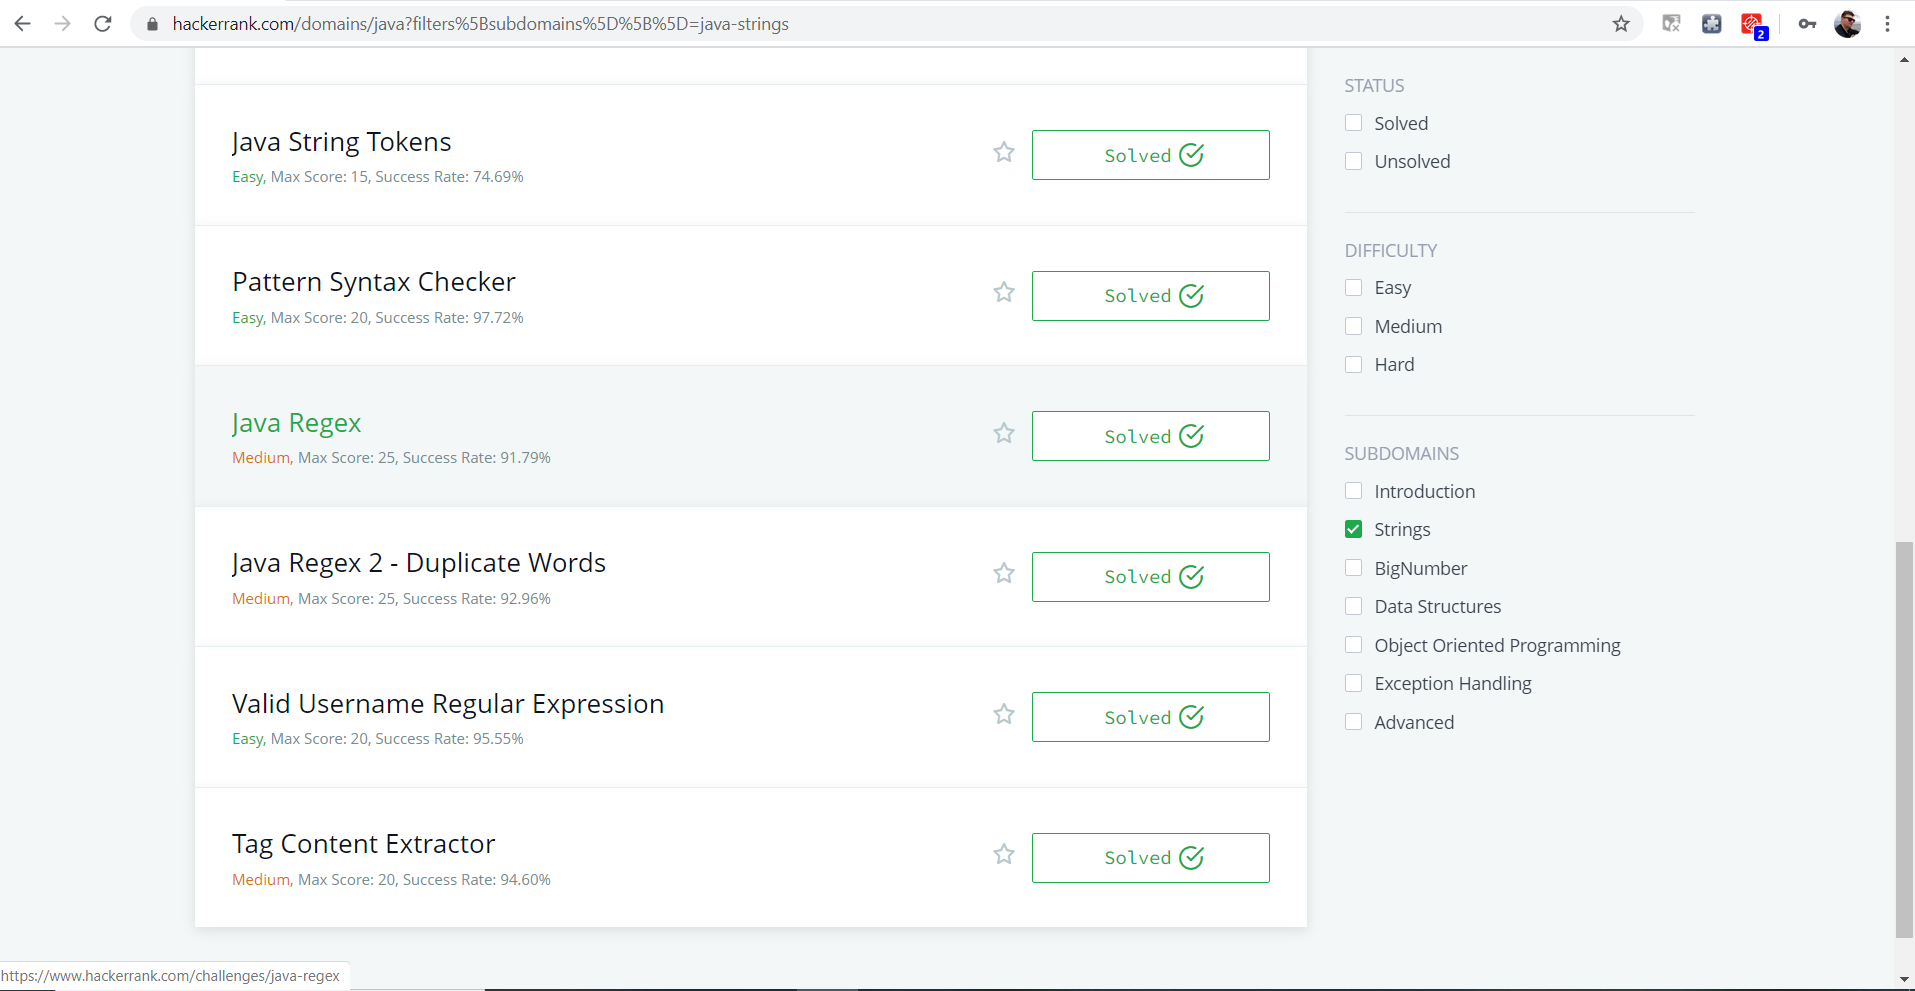 hackerrank.com/domains/java?filters%5Bsubdomains%5D%5B%5D=java-strings
2
Java String Tokens
Easy, Max Score: 15, Success Rate: 74.69%
Solved
Pattern Syntax Checker
Easy, Max Score: 20, Success Rate: 97.72%
Solved
Java Regex
Medium, Max Score: 25, Success Rate: 91.79%
Solved
Java Regex 2 - Duplicate Words
Medium, Max Score: 25, Success Rate: 92.96%
Solved
Valid Username Regular Expression
Easy, Max Score: 20, Success Rate: 95.55%
Solved
Tag Content Extractor
Medium, Max Score: 20, Success Rate: 94.60%
Solved
STATUS
Solved
Unsolved
DIFFICULTY
Easy
Medium
Hard
SUBDOMAINS
Introduction
Strings
BigNumber
Data Structures
Object Oriented Programming
Exception Handling
Advanced
https://www.hackerrank.com/challenges/java-regex